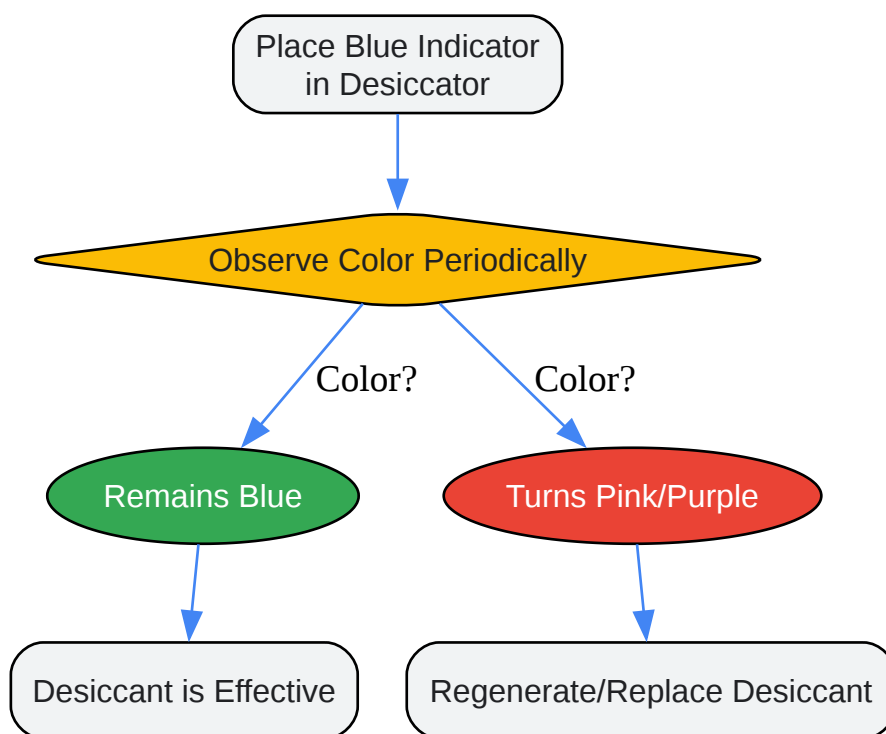 Place Blue Indicator
in Desiccator
Observe Color Periodically
Color?
Color?
Remains Blue
Turns Pink/Purple
Desiccant is Effective
Regenerate/Replace Desiccant